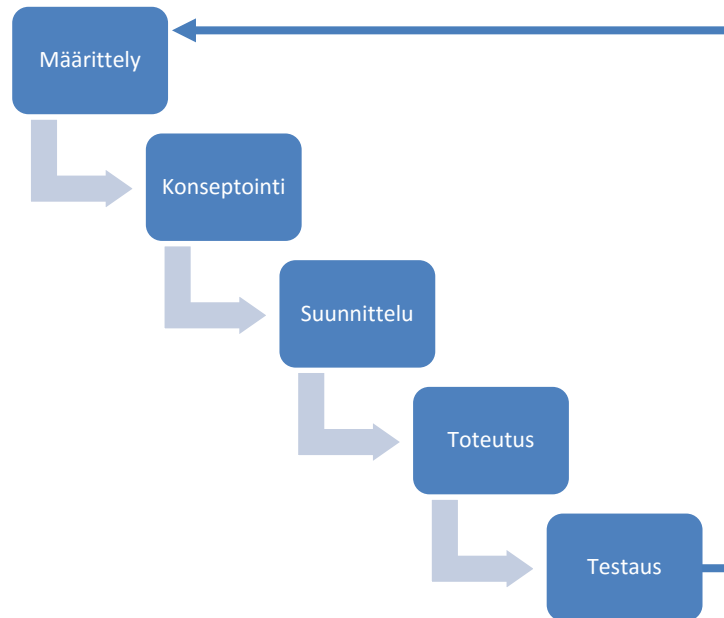 Määrittely
Konseptointi
Suunnittelu
Toteutus
Testaus